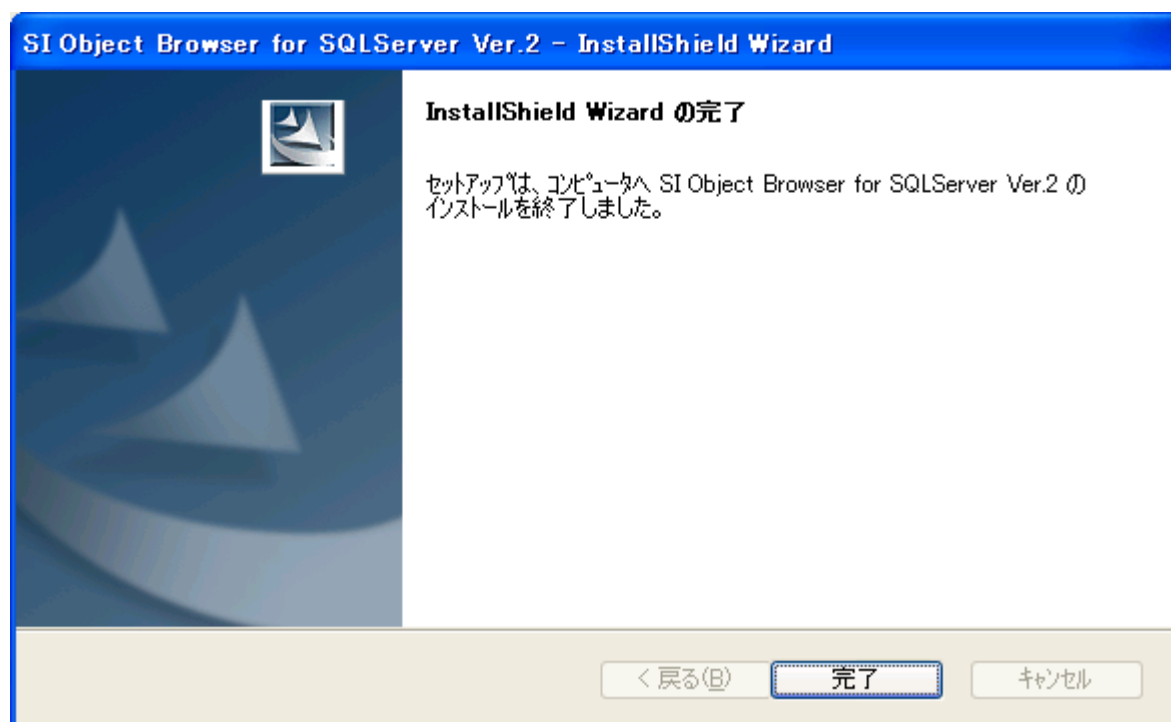 SI Object Browser for SQLServer Ver.2 - InstallShield Wizard
InstallShield Wizard の完了
セットアップは、コンピュータへ SI Object Browser for SQLServer Ver.2 の
インストールを終了しました。
< 戻る(B)
完了
キャンセル